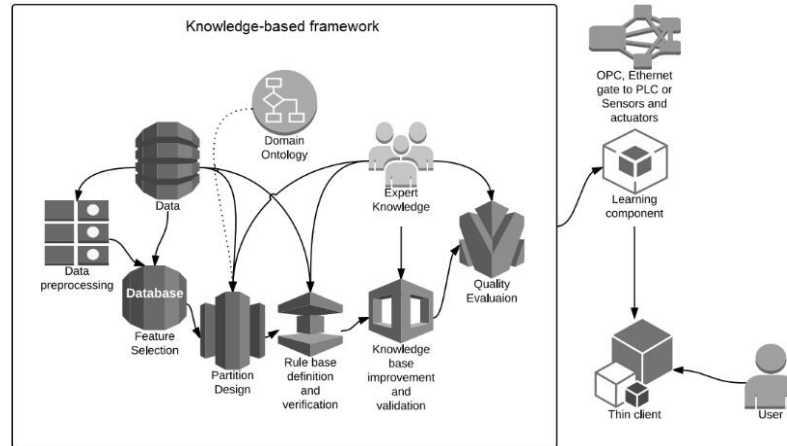 Knowledge-based framework
OPC, Ethernet
gate to PLC or
Sensors and
actuators
Domain
Ontology
Data
Expert
Knowledge
Learning
component
Data
preprocessing
Quality
Evaluaion
Database
Feature
Selection
Partition
Design
Rule base
definition
and
verification
Knowledge
base
improvement
and
validation
Thin client
User